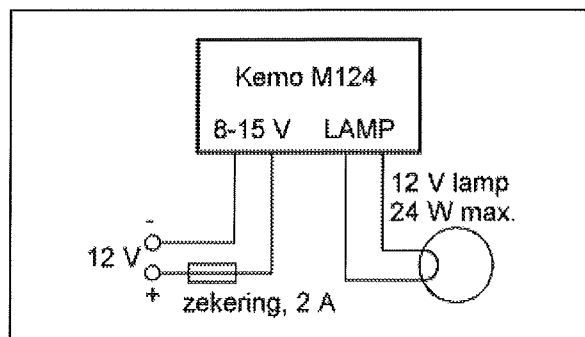 Kemo M124
8-15 V LAMP
12 V lamp
24 W max.
-
12 V
+
zekering, 2 A